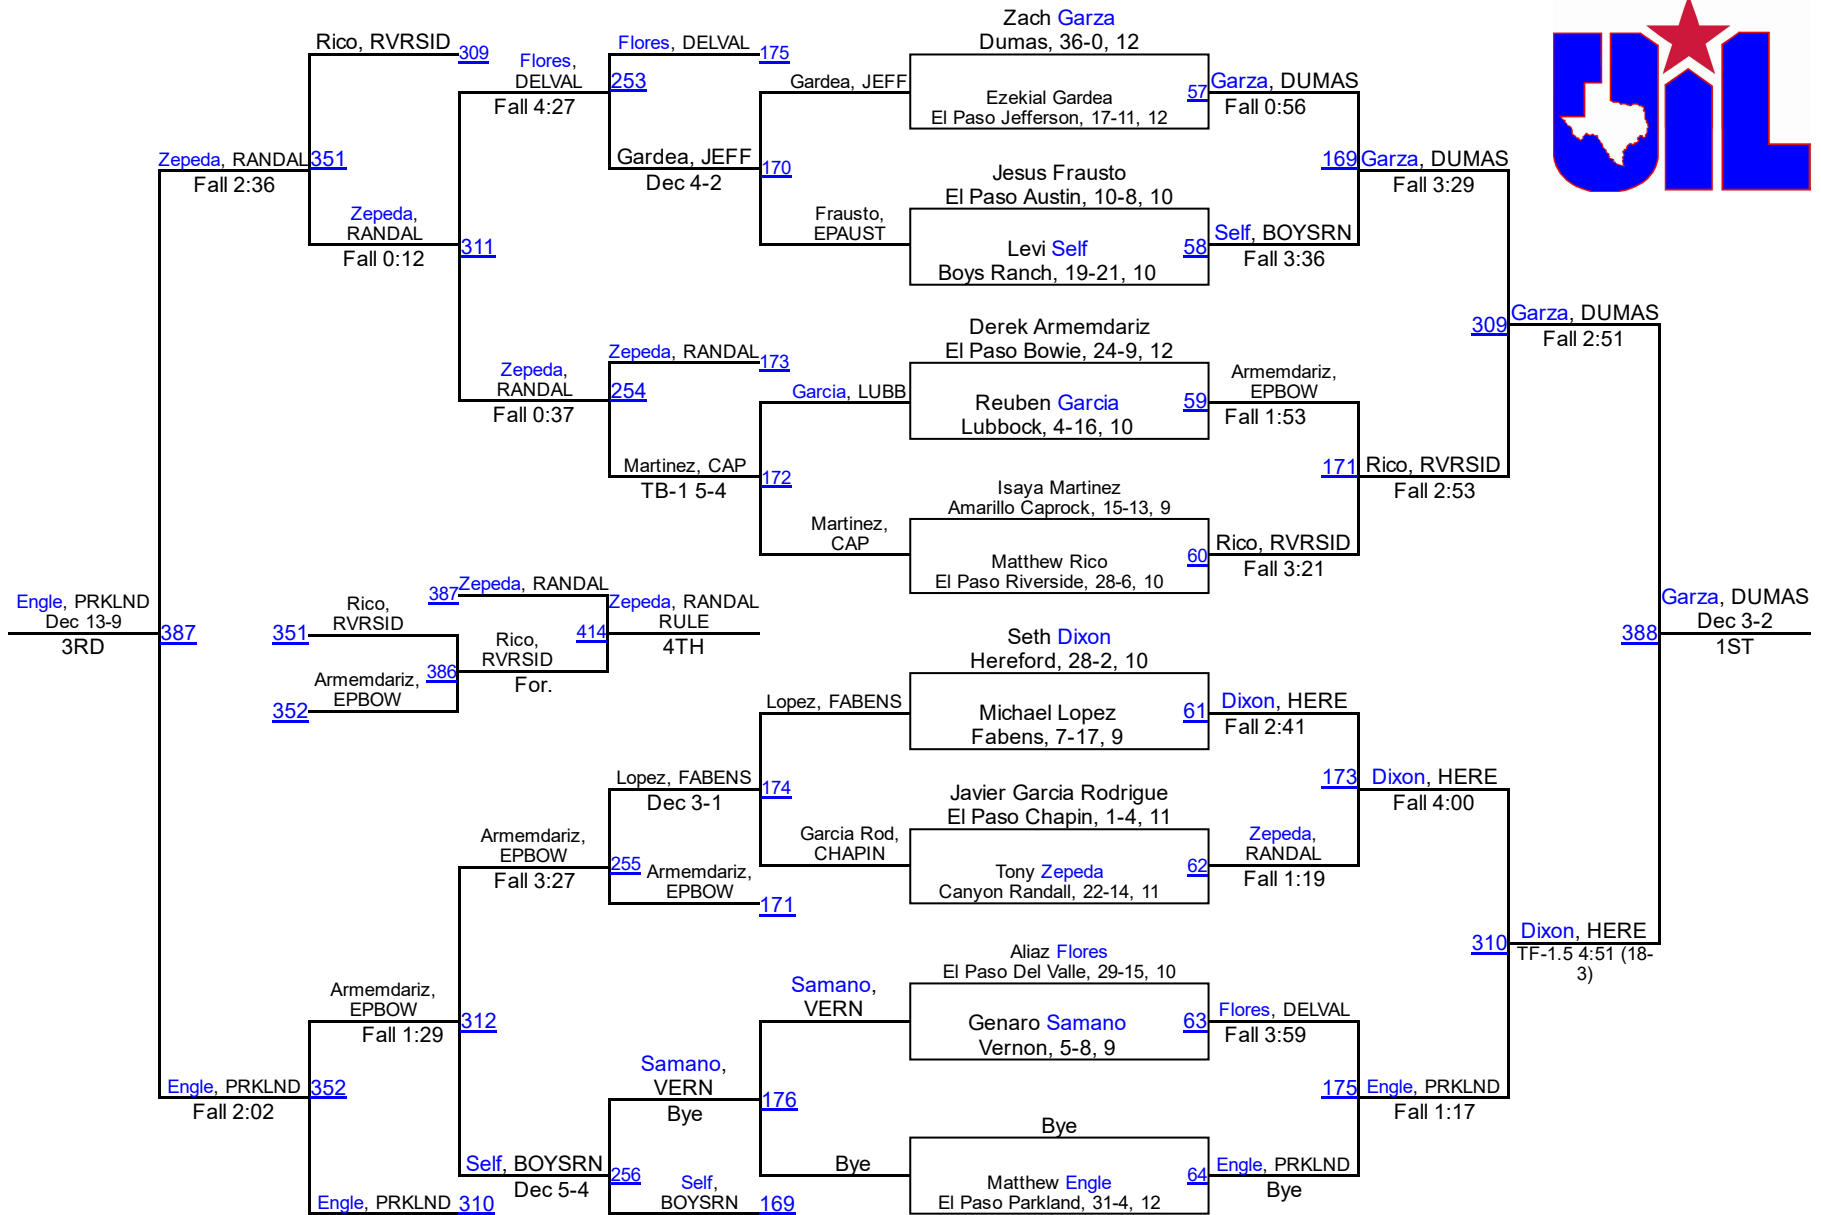 Zach Garza
Dumas, 36-0, 12
Rico, RVRSID
309
Flores,
DELVAL
Fall 4:27
Flores, DELVAL
175
253
Gardea, JEFF
Ezekial Gardea
El Paso Jefferson, 17-11, 12
57
Garza, DUMAS
Fall 0:56
UIL
Zepeda, RANDAL
351
Fall 2:36
Gardea, JEFF
Dec 4-2
170
Jesus Frausto
El Paso Austin, 10-8, 10
169
Garza, DUMAS
Fall 3:29
Zepeda,
RANDAL
Fall 0:12
311
Frausto,
EPAUST
Levi Self
Boys Ranch, 19-21, 10
58
Self, BOYSRN
Fall 3:36
Derek Armemdariz
El Paso Bowie, 24-9, 12
309
Garza, DUMAS
Fall 2:51
Zepeda,
RANDAL
Fall 0:37
Zepeda, RANDAL
173
254
Garcia, LUBB
Reuben Garcia
Lubbock, 4-16, 10
59
Armemdariz,
EPBOW
Fall 1:53
Martinez, CAP
TB-1 5-4
172
Isaya Martinez
Amarillo Caprock, 15-13, 9
171
Rico, RVRSID
Fall 2:53
Martinez,
CAP
Matthew Rico
El Paso Riverside, 28-6, 10
60
Rico, RVRSID
Fall 3:21
Engle, PRKLND
Dec 13-9
3RD
387
387
Zepeda, RANDAL
Zepeda, RANDAL
RULE
4TH
351
Rico,
RVRSID
Rico,
RVRSID
For.
414
386
Armemdariz,
EPBOW
352
Seth Dixon
Hereford, 28-2, 10
388
Garza, DUMAS
Dec 3-2
1ST
Lopez, FABENS
Michael Lopez
Fabens, 7-17, 9
61
Dixon, HERE
Fall 2:41
Lopez, FABENS
Dec 3-1
174
Javier Garcia Rodrigue
El Paso Chapin, 1-4, 11
173
Dixon, HERE
Fall 4:00
Armemdariz,
EPBOW
Fall 3:27
255
Armemdariz,
EPBOW
171
Garcia Rod,
CHAPIN
Tony Zepeda
Canyon Randall, 22-14, 11
62
Zepeda,
RANDAL
Fall 1:19
Aliaz Flores
El Paso Del Valle, 29-15, 10
310
Dixon, HERE
TF-1.5 4:51 (18-
3)
Armemdariz,
EPBOW
Fall 1:29
312
Samano,
VERN
Genaro Samano
Vernon, 5-8, 9
63
Flores, DELVAL
Fall 3:59
Engle, PRKLND
352
Fall 2:02
Samano,
VERN
Bye
176
Bye
175
Engle, PRKLND
Fall 1:17
Engle, PRKLND
310
Self, BOYSRN
Dec 5-4
256
Self,
BOYSRN
169
Bye
Matthew Engle
El Paso Parkland, 31-4, 12
64
Engle, PRKLND
Bye